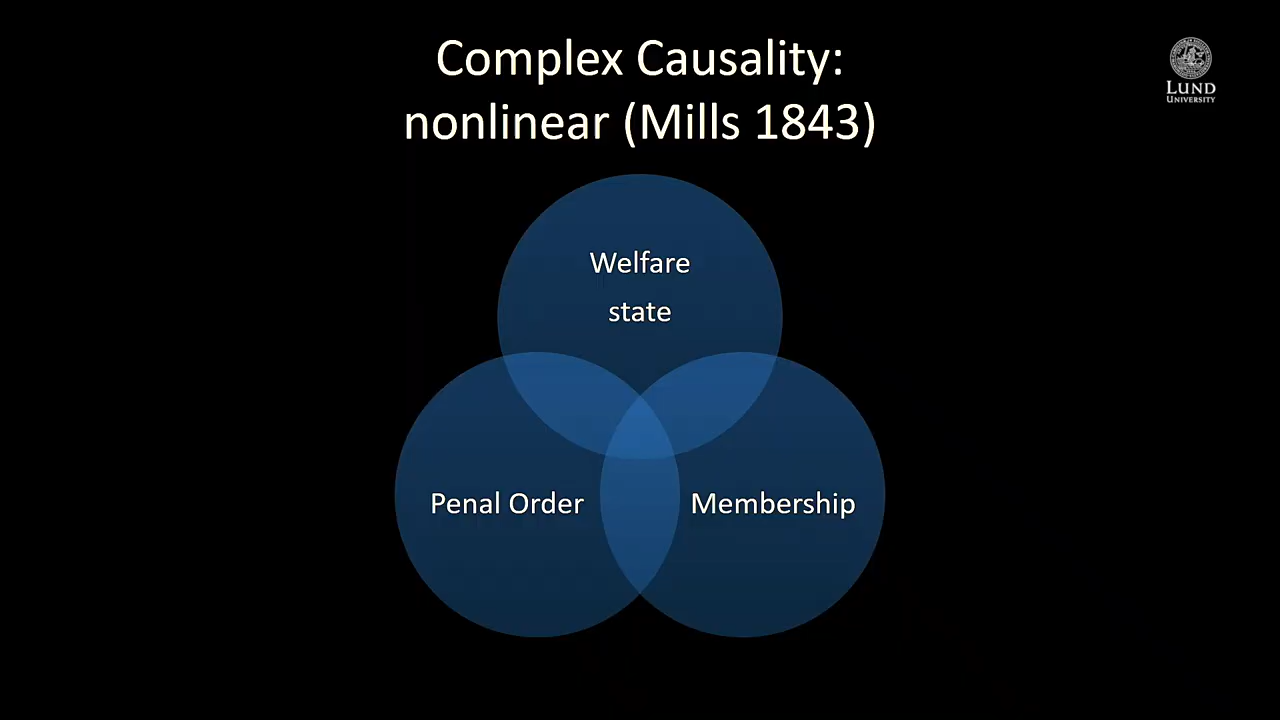 Complex Causality:
nonlinear (Mills 1843)
LUND
UNIVERSITY
Welfare
state
Penal Order
Membership